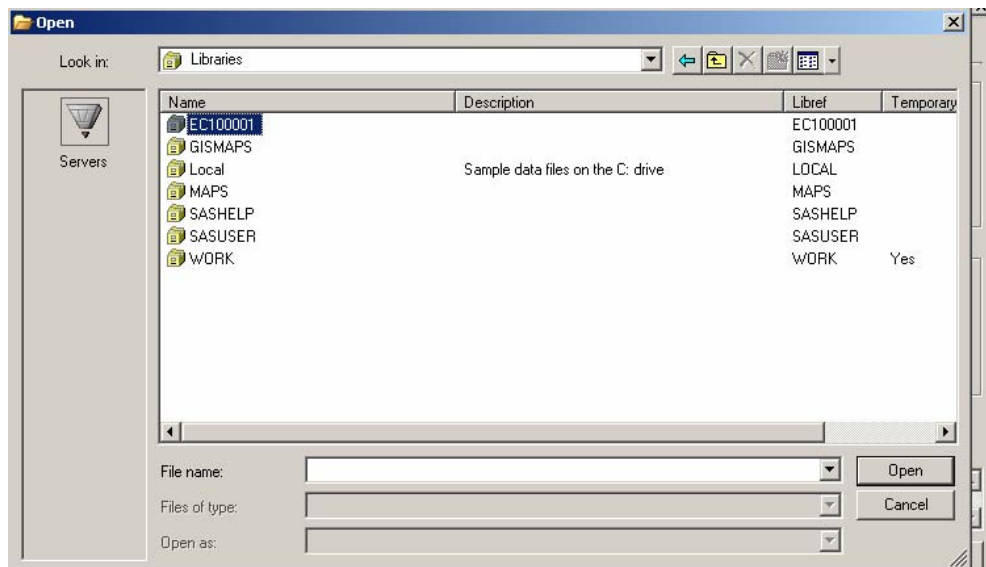 Open
Look in: Libraries
Servers
Name Description Libref Temporary
EC100001 EC100001
GISMAPS GISMAPS
Local Sample data files on the C: drive LOCAL
MAPS MAPS
SASHELP SASHELP
SASUSER SASUSER
WORK WORK Yes
File name: Open
Files of type: Cancel
Open as: